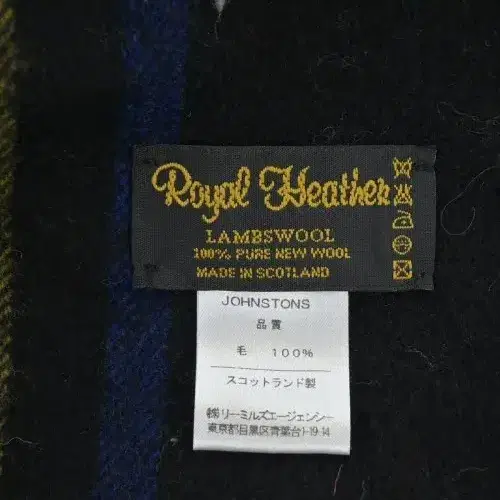 Royal Heather
LAMBSWOOL
100% PURE NEW WOOL
MADE IN SCOTLAND
JOHNSTONS
品質
毛 100%
スコットランド製
㈱リーミルズエージェンシー
東京都目黒区青葉台1-19-14